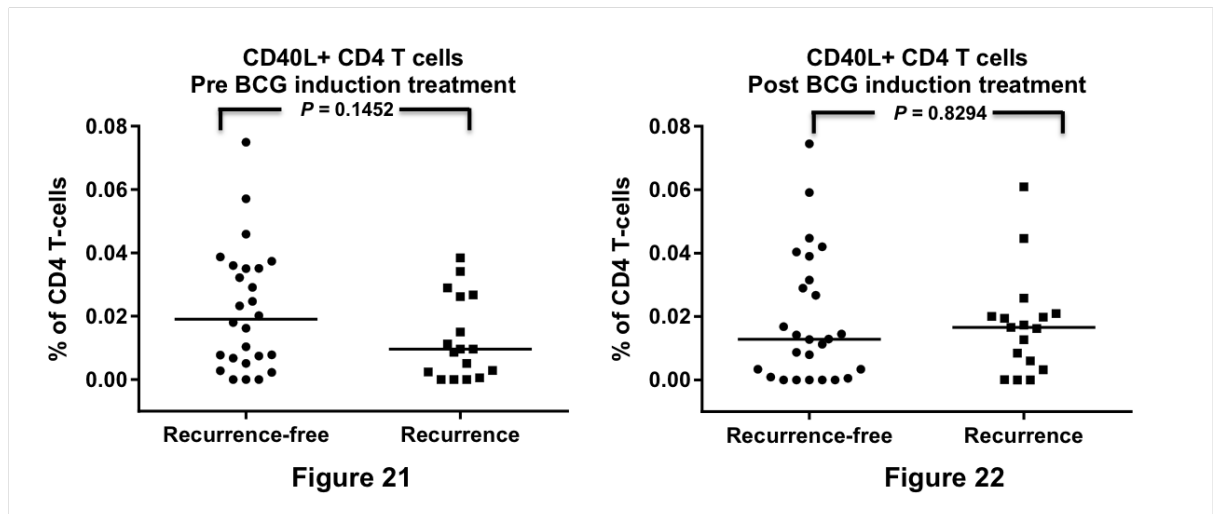 CD40L+ CD4 T cells
Pre BCG induction treatment
P = 0.1452
% of CD4 T-cells
0.08
0.06
0.04
0.02
0.00
Recurrence-free
Recurrence
Figure 21
CD40L+ CD4 T cells
Post BCG induction treatment
P = 0.8294
% of CD4 T-cells
0.08
0.06
0.04
0.02
0.00
Recurrence-free
Recurrence
Figure 22